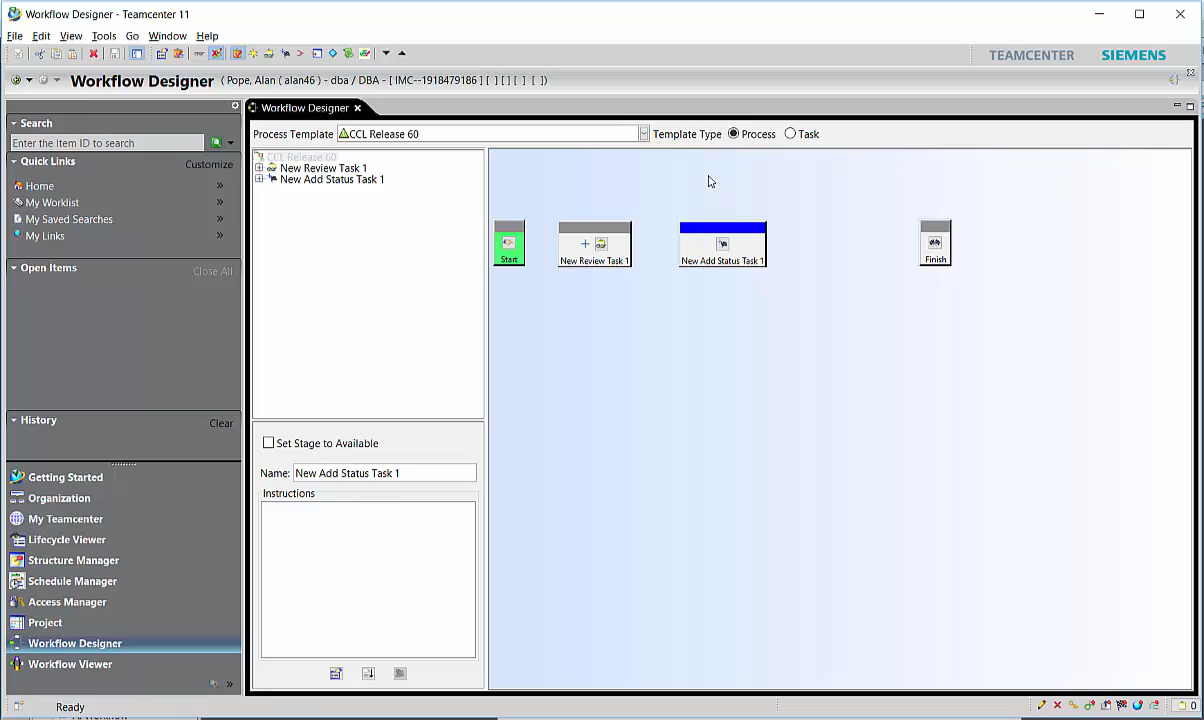 Workflow Designer - Teamcenter 11
File Edit View Tools Go Window Help
TEAMCENTER SIEMENS
Workflow Designer ( Pope, Alan ( alan46 ) - dba / DBA - [ IMC--1918479186 ] [ ] [ ] [ ] )
Search
Enter the Item ID to search
Quick Links Customize
Home
My Worklist
My Saved Searches
My Links
Open Items Close All
History Clear
Getting Started
Organization
My Teamcenter
Lifecycle Viewer
Structure Manager
Schedule Manager
Access Manager
Project
Workflow Designer
Workflow Viewer
Workflow Designer
Process Template CCL Release 60 Template Type Process Task
CCL Release 60
New Review Task 1
New Add Status Task 1
Set Stage to Available
Name: New Add Status Task 1
Instructions
Start
New Review Task 1
New Add Status Task 1
Finish
Ready
0